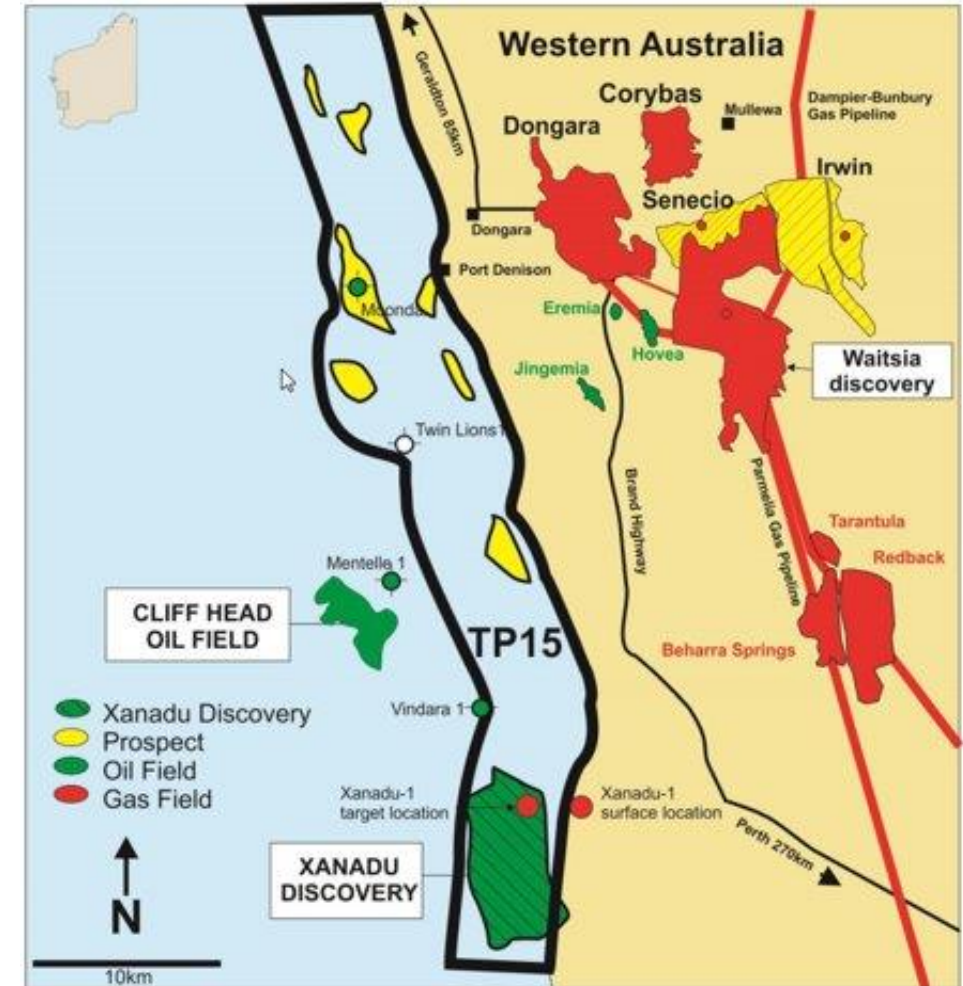 Western Australia
Geraldton 85km
Corybas
Mullewa
Dampier-Bunbury
Gas Pipeline
Dongara
Irwin
Senecio
Dongara
Port Denison
Moonda
Eremia
Hovea
Jingemia
Waitsia
discovery
Twin Lions1
Brand Highway
Parmelia Gas Pipeline
Tarantula
Redback
Mentelle 1
CLIFF HEAD
OIL FIELD
TP15
Beharra Springs
Vindara 1
Xanadu Discovery
Prospect
Oil Field
Gas Field
Xanadu-1
target location
Xanadu-1
surface location
Perth 270km
XANADU
DISCOVERY
N
10km